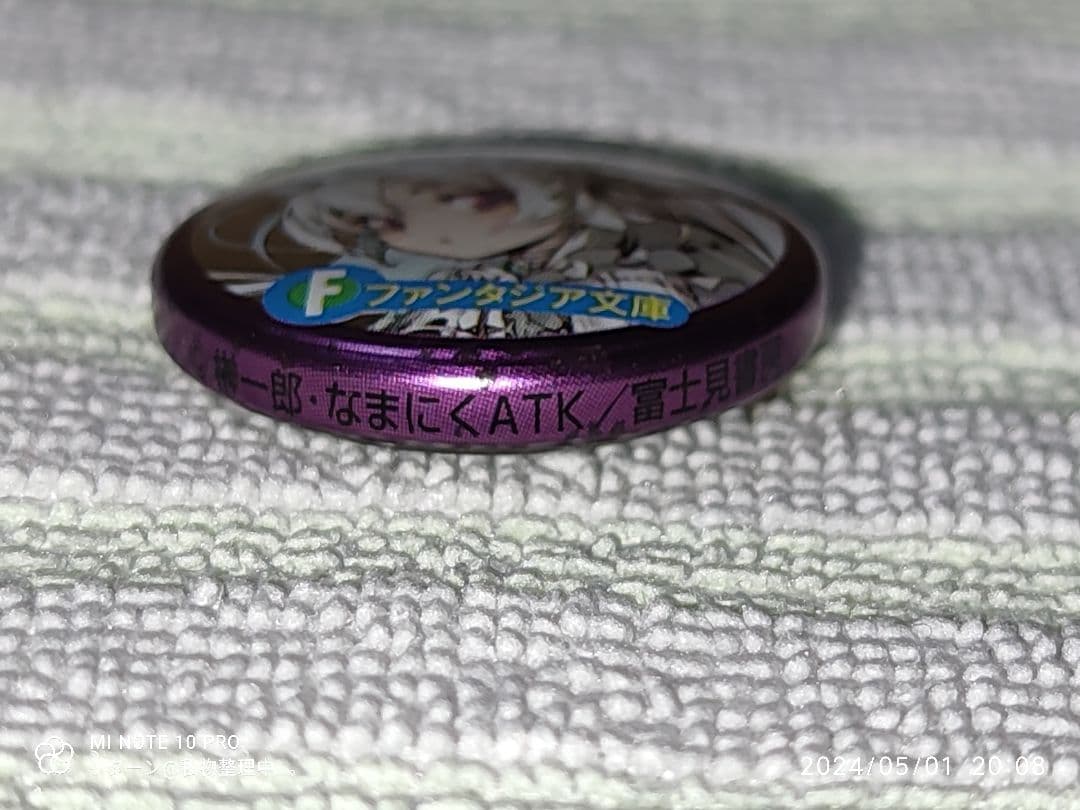 F ファンタジア文庫
榊一郎・なまにくATK／富士見書房
MI NOTE 10 PRO
2024/05/01 20:08